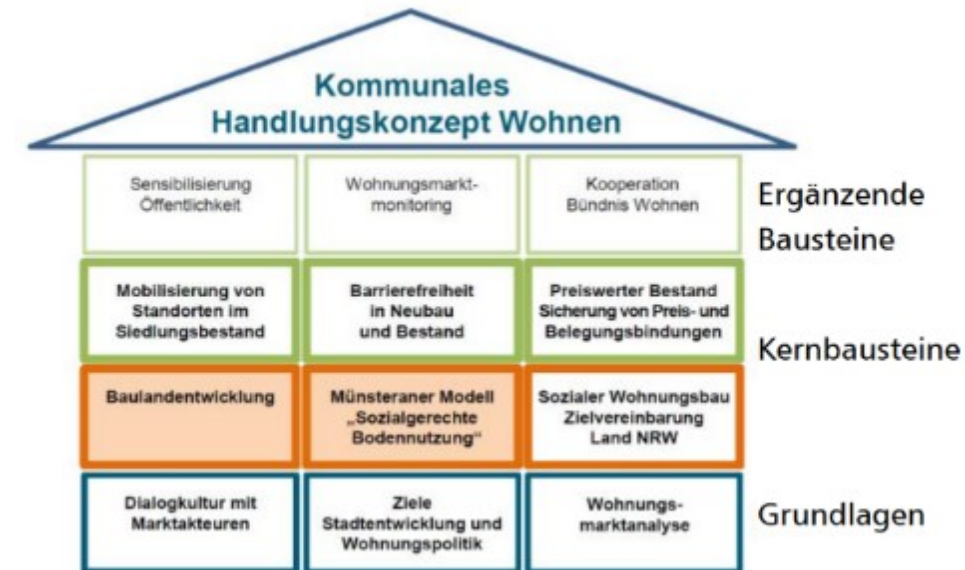 Kommunales
Handlungskonzept Wohnen
Sensibilisierung
Öffentlichkeit
Wohnungsmarkt-
monitoring
Kooperation
Bündnis Wohnen
Ergänzende
Bausteine
Mobilisierung von
Standorten im
Siedlungsbestand
Barrierefreiheit
in Neubau
und Bestand
Preiswerter Bestand
Sicherung von Preis- und
Belegungsbindungen
Kernbausteine
Baulandentwicklung
Münsteraner Modell
„Sozialgerechte
Bodennutzung“
Sozialer Wohnungsbau
Zielvereinbarung
Land NRW
Dialogkultur mit
Marktakteuren
Ziele
Stadtentwicklung und
Wohnungspolitik
Wohnungs-
marktanalyse
Grundlagen